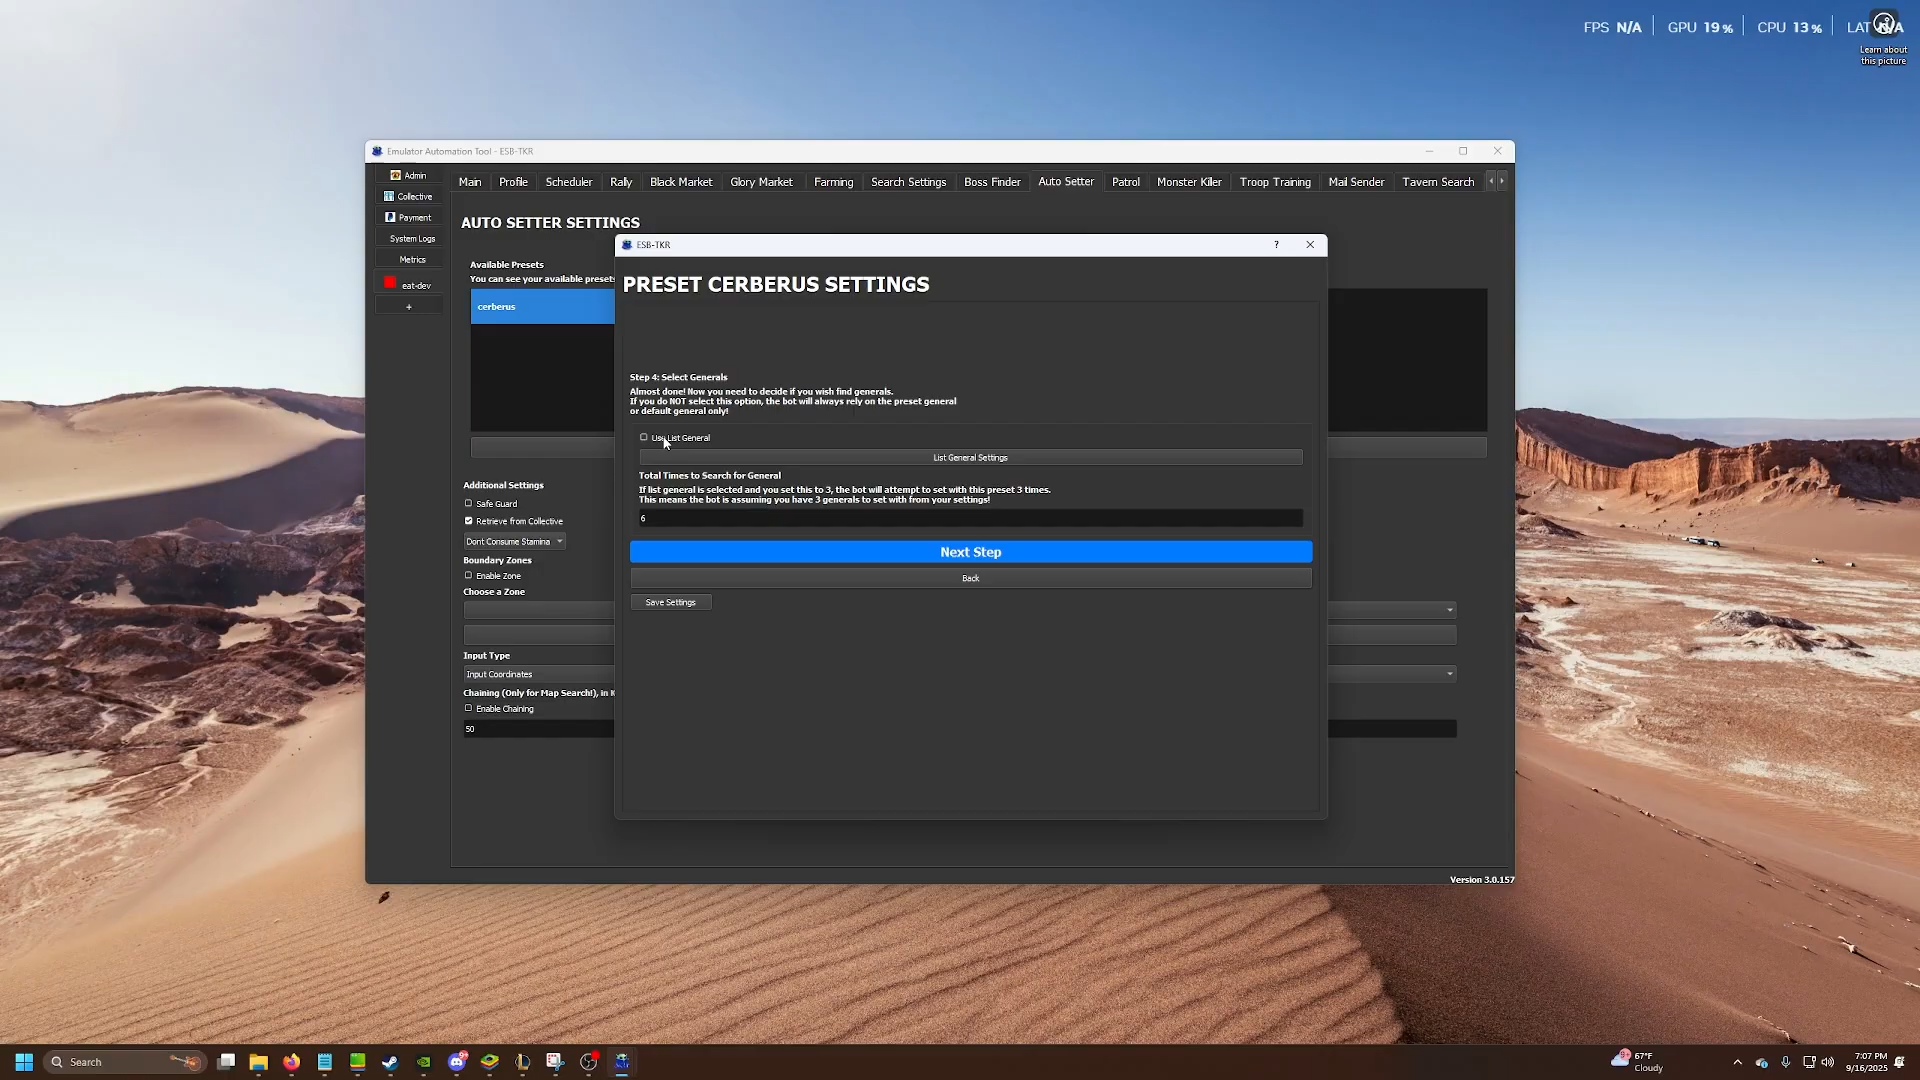 FPS N/A GPU 19% CPU 13% LAT N/A
Learn about
this picture
Emulator Automation Tool - ESB-TKR
Admin
Collective
Payment
System Logs
Metrics
eat-dev
+
Main Profile Scheduler Rally Black Market Glory Market Farming Search Settings Boss Finder Auto Setter Patrol Monster Killer Troop Training Mail Sender Tavern Search
AUTO SETTER SETTINGS
Available Presets
You can see your available presets
cerberus
Additional Settings
Safe Guard
Retrieve from Collective
Dont Consume Stamina
Boundary Zones
Enable Zone
Choose a Zone
Input Type
Input Coordinates
Chaining (Only for Map Search!), in
Enable Chaining
50
ESB-TKR
?
PRESET CERBERUS SETTINGS
Step 4: Select Generals
Almost done! Now you need to decide if you wish find generals.
If you do NOT select this option, the bot will always rely on the preset general
or default general only!
Use List General
List General Settings
Total Times to Search for General
If list general is selected and you set this to 3, the bot will attempt to set with this preset 3 times.
This means the bot is assuming you have 3 generals to set with from your settings!
6
Next Step
Back
Save Settings
Version 3.0.157
Search
67°F
Cloudy
7:07 PM
9/16/2025